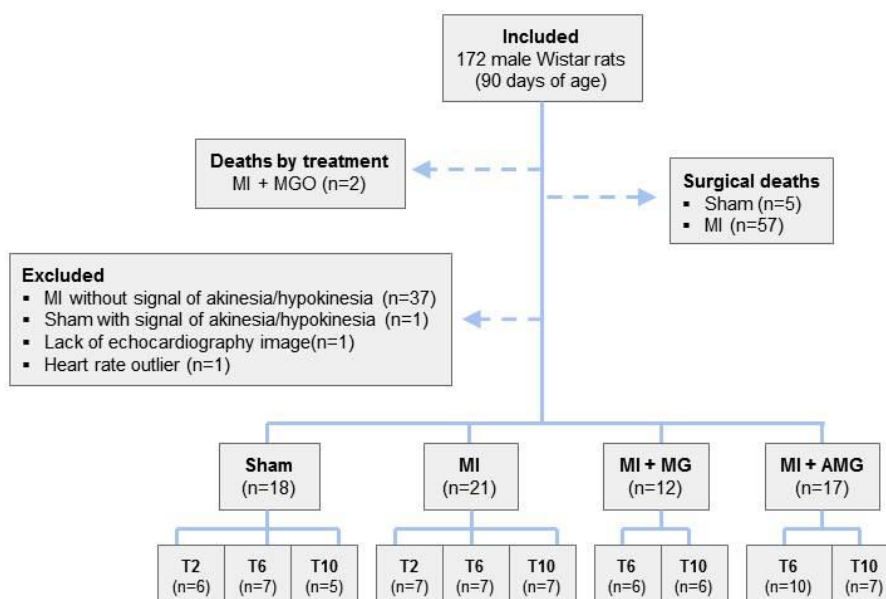 Included
172 male Wistar rats
(90 days of age)
Deaths by treatment
MI + MGO (n=2)
Surgical deaths
▪ Sham (n=5)
▪ MI (n=57)
Excluded
▪ MI without signal of akinesia/hypokinesia (n=37)
▪ Sham with signal of akinesia/hypokinesia (n=1)
▪ Lack of echocardiography image(n=1)
▪ Heart rate outlier (n=1)
Sham
(n=18)
MI
(n=21)
MI + MG
(n=12)
MI + AMG
(n=17)
T2
(n=6)
T6
(n=7)
T10
(n=5)
T2
(n=7)
T6
(n=7)
T10
(n=7)
T6
(n=6)
T10
(n=6)
T6
(n=10)
T10
(n=7)